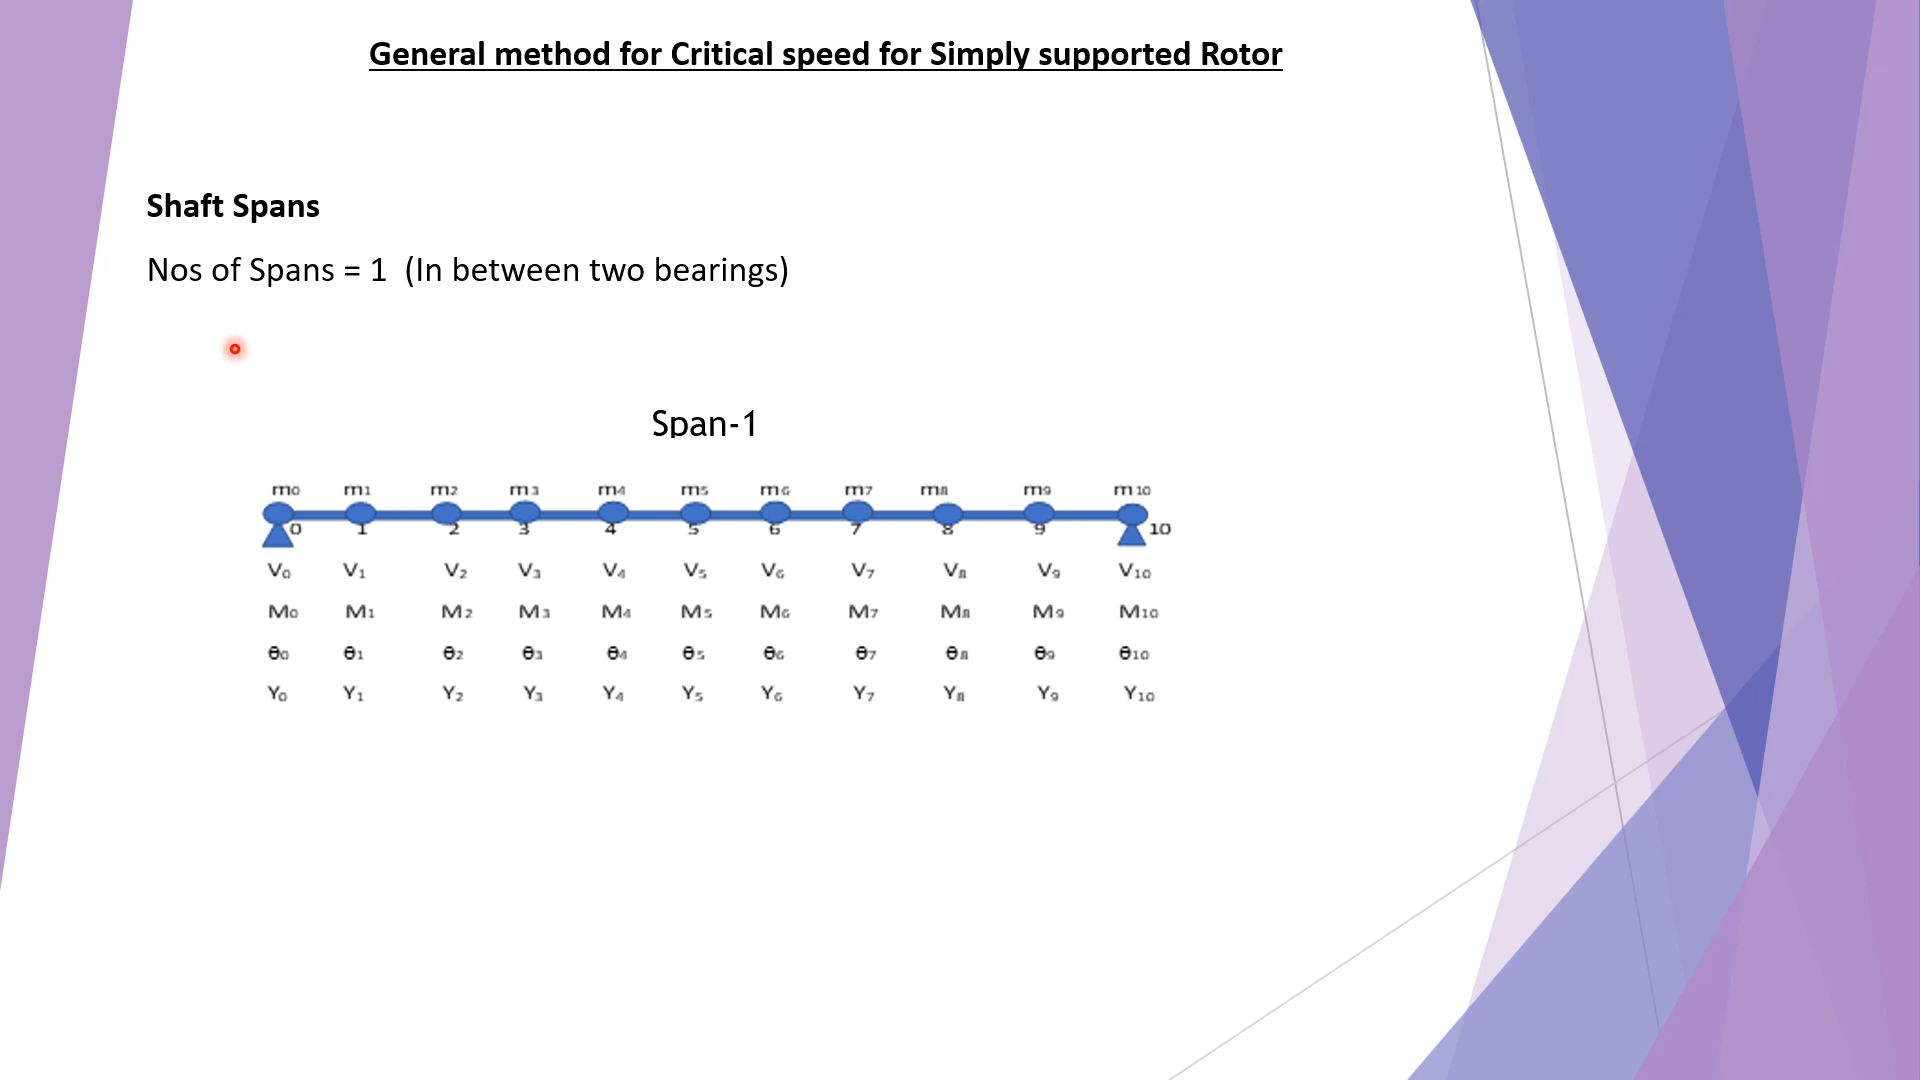 General method for Critical speed for Simply supported Rotor
Shaft Spans
Nos of Spans = 1 (In between two bearings)
Span-1
m₀ m₁ m₂ m₃ m₄ m₅ m₆ m₇ m₈ m₉ m₁₀
0 1 2 3 4 5 6 7 8 9 10
V₀ V₁ V₂ V₃ V₄ V₅ V₆ V₇ V₈ V₉ V₁₀
M₀ M₁ M₂ M₃ M₄ M₅ M₆ M₇ M₈ M₉ M₁₀
θ₀ θ₁ θ₂ θ₃ θ₄ θ₅ θ₆ θ₇ θ₈ θ₉ θ₁₀
Y₀ Y₁ Y₂ Y₃ Y₄ Y₅ Y₆ Y₇ Y₈ Y₉ Y₁₀